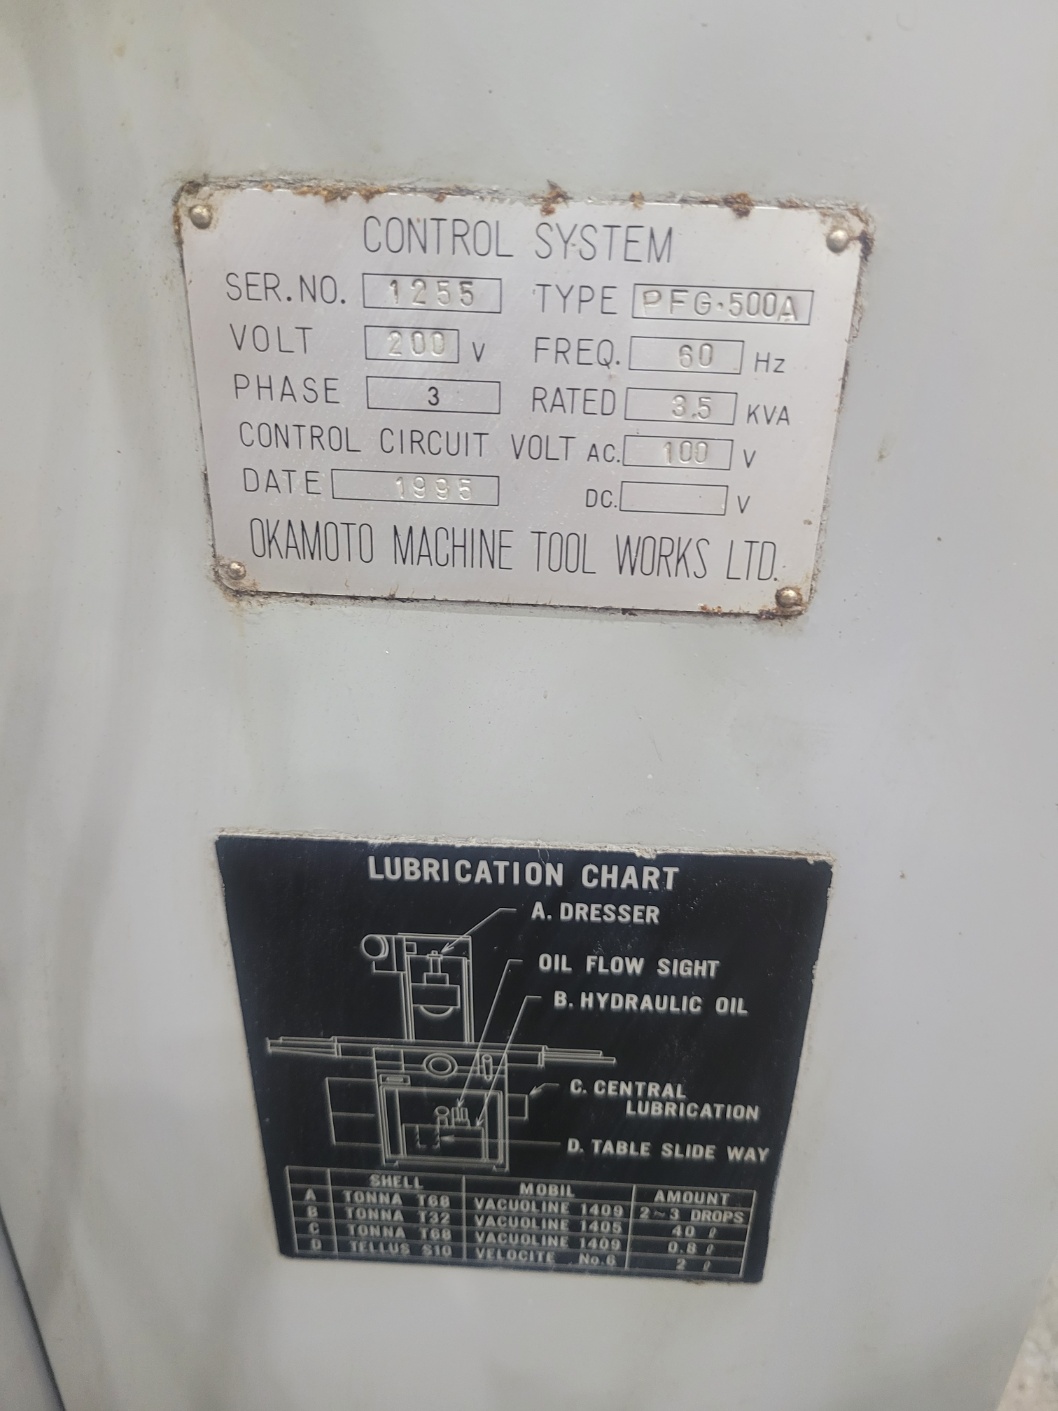 CONTROL SYSTEM
SER.NO. 1255 TYPE PFG·500A
VOLT 200 V FREQ. 60 Hz
PHASE 3 RATED 3.5 KVA
CONTROL CIRCUIT VOLT AC. 100 V
DATE 1995 DC. V
OKAMOTO MACHINE TOOL WORKS LTD.
LUBRICATION CHART
A. DRESSER
OIL FLOW SIGHT
B. HYDRAULIC OIL
C. CENTRAL
LUBRICATION
D. TABLE SLIDE WAY
SHELL MOBIL AMOUNT
A TONNA T68 VACUOLINE 1409 2~3 DROPS
B TONNA T32 VACUOLINE 1405 40 ℓ
C TONNA T68 VACUOLINE 1409 0.8 ℓ
D TELLUS S10 VELOCITE No.6 2 ℓ